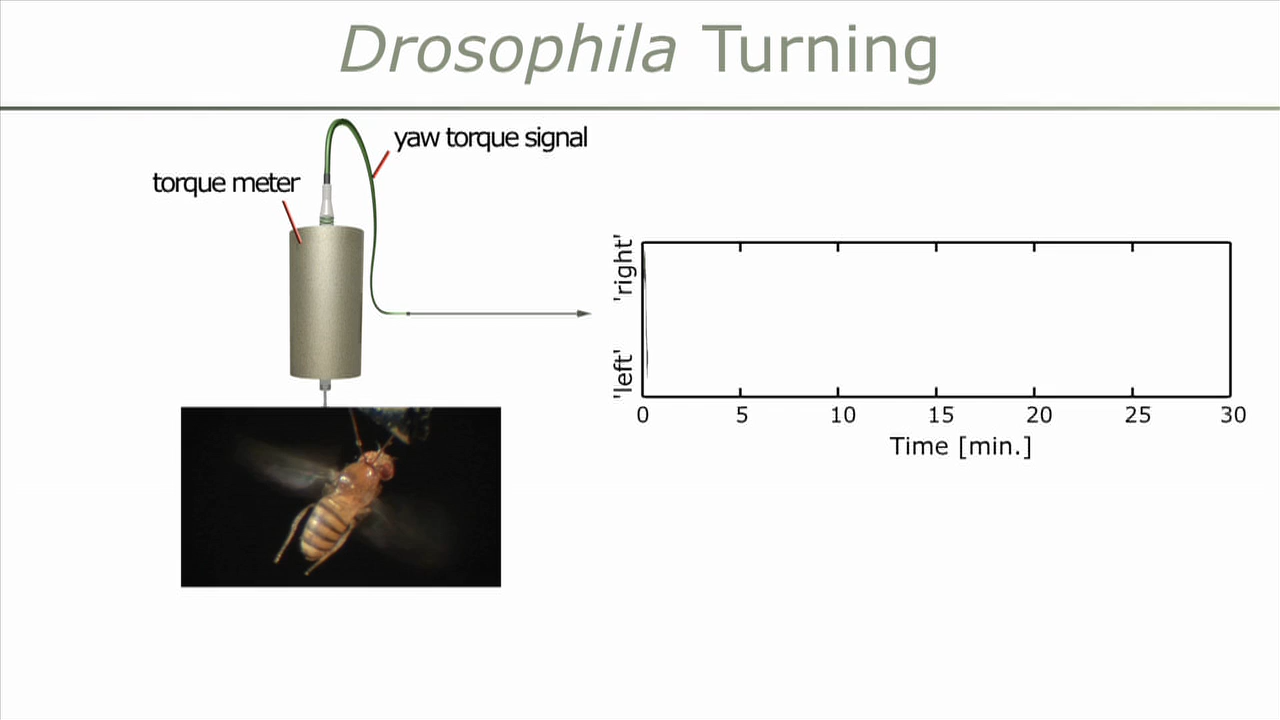 Drosophila Turning
yaw torque signal
torque meter
'right'
'left'
0 5 10 15 20 25 30
Time [min.]